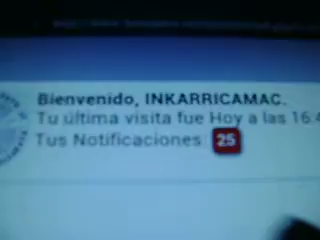 Bienvenido, INKARRICAMAC.
Tu última visita fue Hoy a las 16:4
Tus Notificaciones: 25